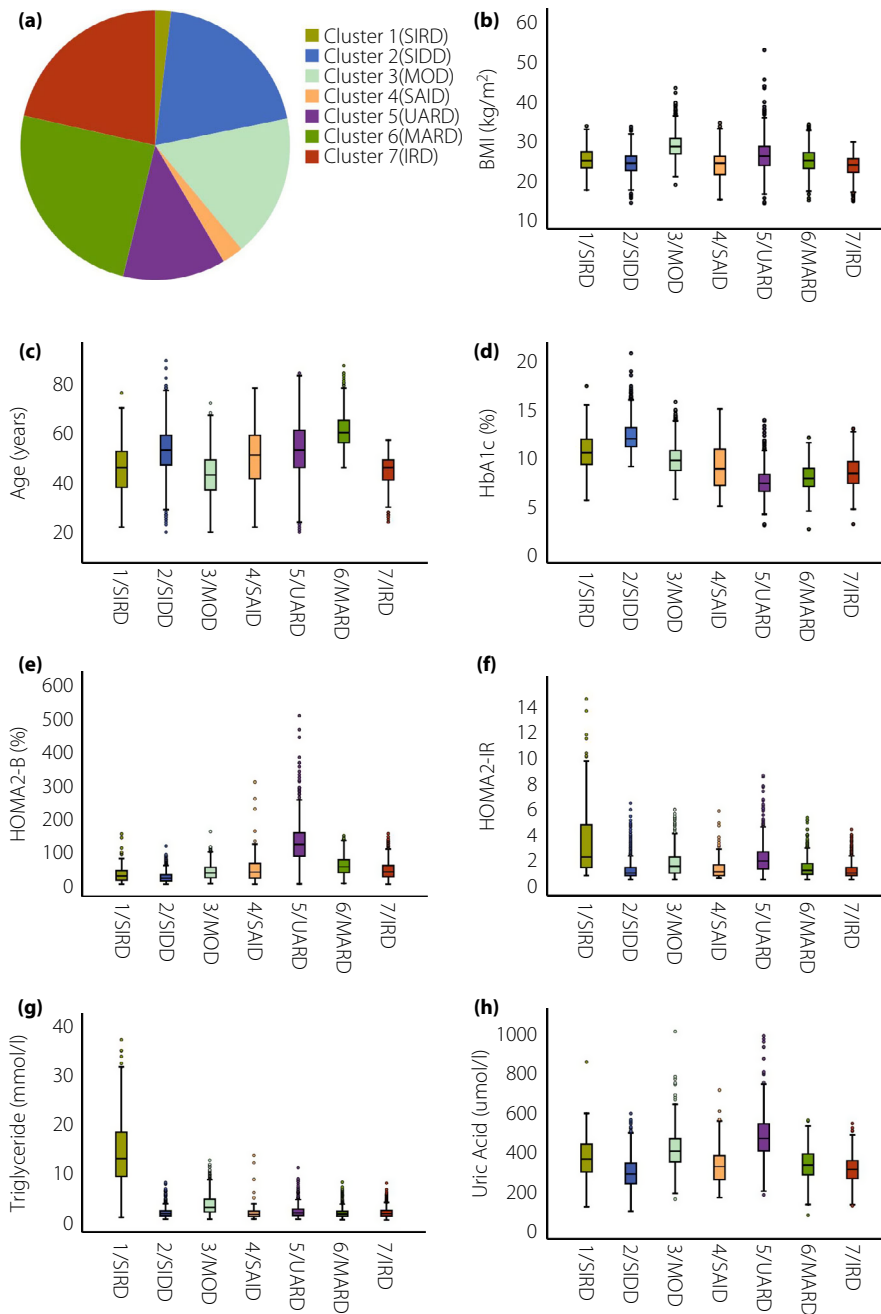 (a)
Cluster 1(SIRD)
Cluster 2(SIDD)
Cluster 3(MOD)
Cluster 4(SAID)
Cluster 5(UARD)
Cluster 6(MARD)
Cluster 7(IRD)
(b)
BMI (kg/m²)
60
50
40
30
20
10
1/SIRD
2/SIDD
3/MOD
4/SAID
5/UARD
6/MARD
7/IRD
(c)
Age (years)
80
60
40
20
1/SIRD
2/SIDD
3/MOD
4/SAID
5/UARD
6/MARD
7/IRD
(d)
HbA1c (%)
20
15
10
5
0
1/SIRD
2/SIDD
3/MOD
4/SAID
5/UARD
6/MARD
7/IRD
(e)
HOMA2-B (%)
600
500
400
300
200
100
0
1/SIRD
2/SIDD
3/MOD
4/SAID
5/UARD
6/MARD
7/IRD
(f)
HOMA2-IR
14
12
10
8
6
4
2
0
1/SIRD
2/SIDD
3/MOD
4/SAID
5/UARD
6/MARD
7/IRD
(g)
Triglyceride (mmol/l)
40
30
20
10
0
1/SIRD
2/SIDD
3/MOD
4/SAID
5/UARD
6/MARD
7/IRD
(h)
Uric Acid (umol/l)
1000
800
600
400
200
0
1/SIRD
2/SIDD
3/MOD
4/SAID
5/UARD
6/MARD
7/IRD